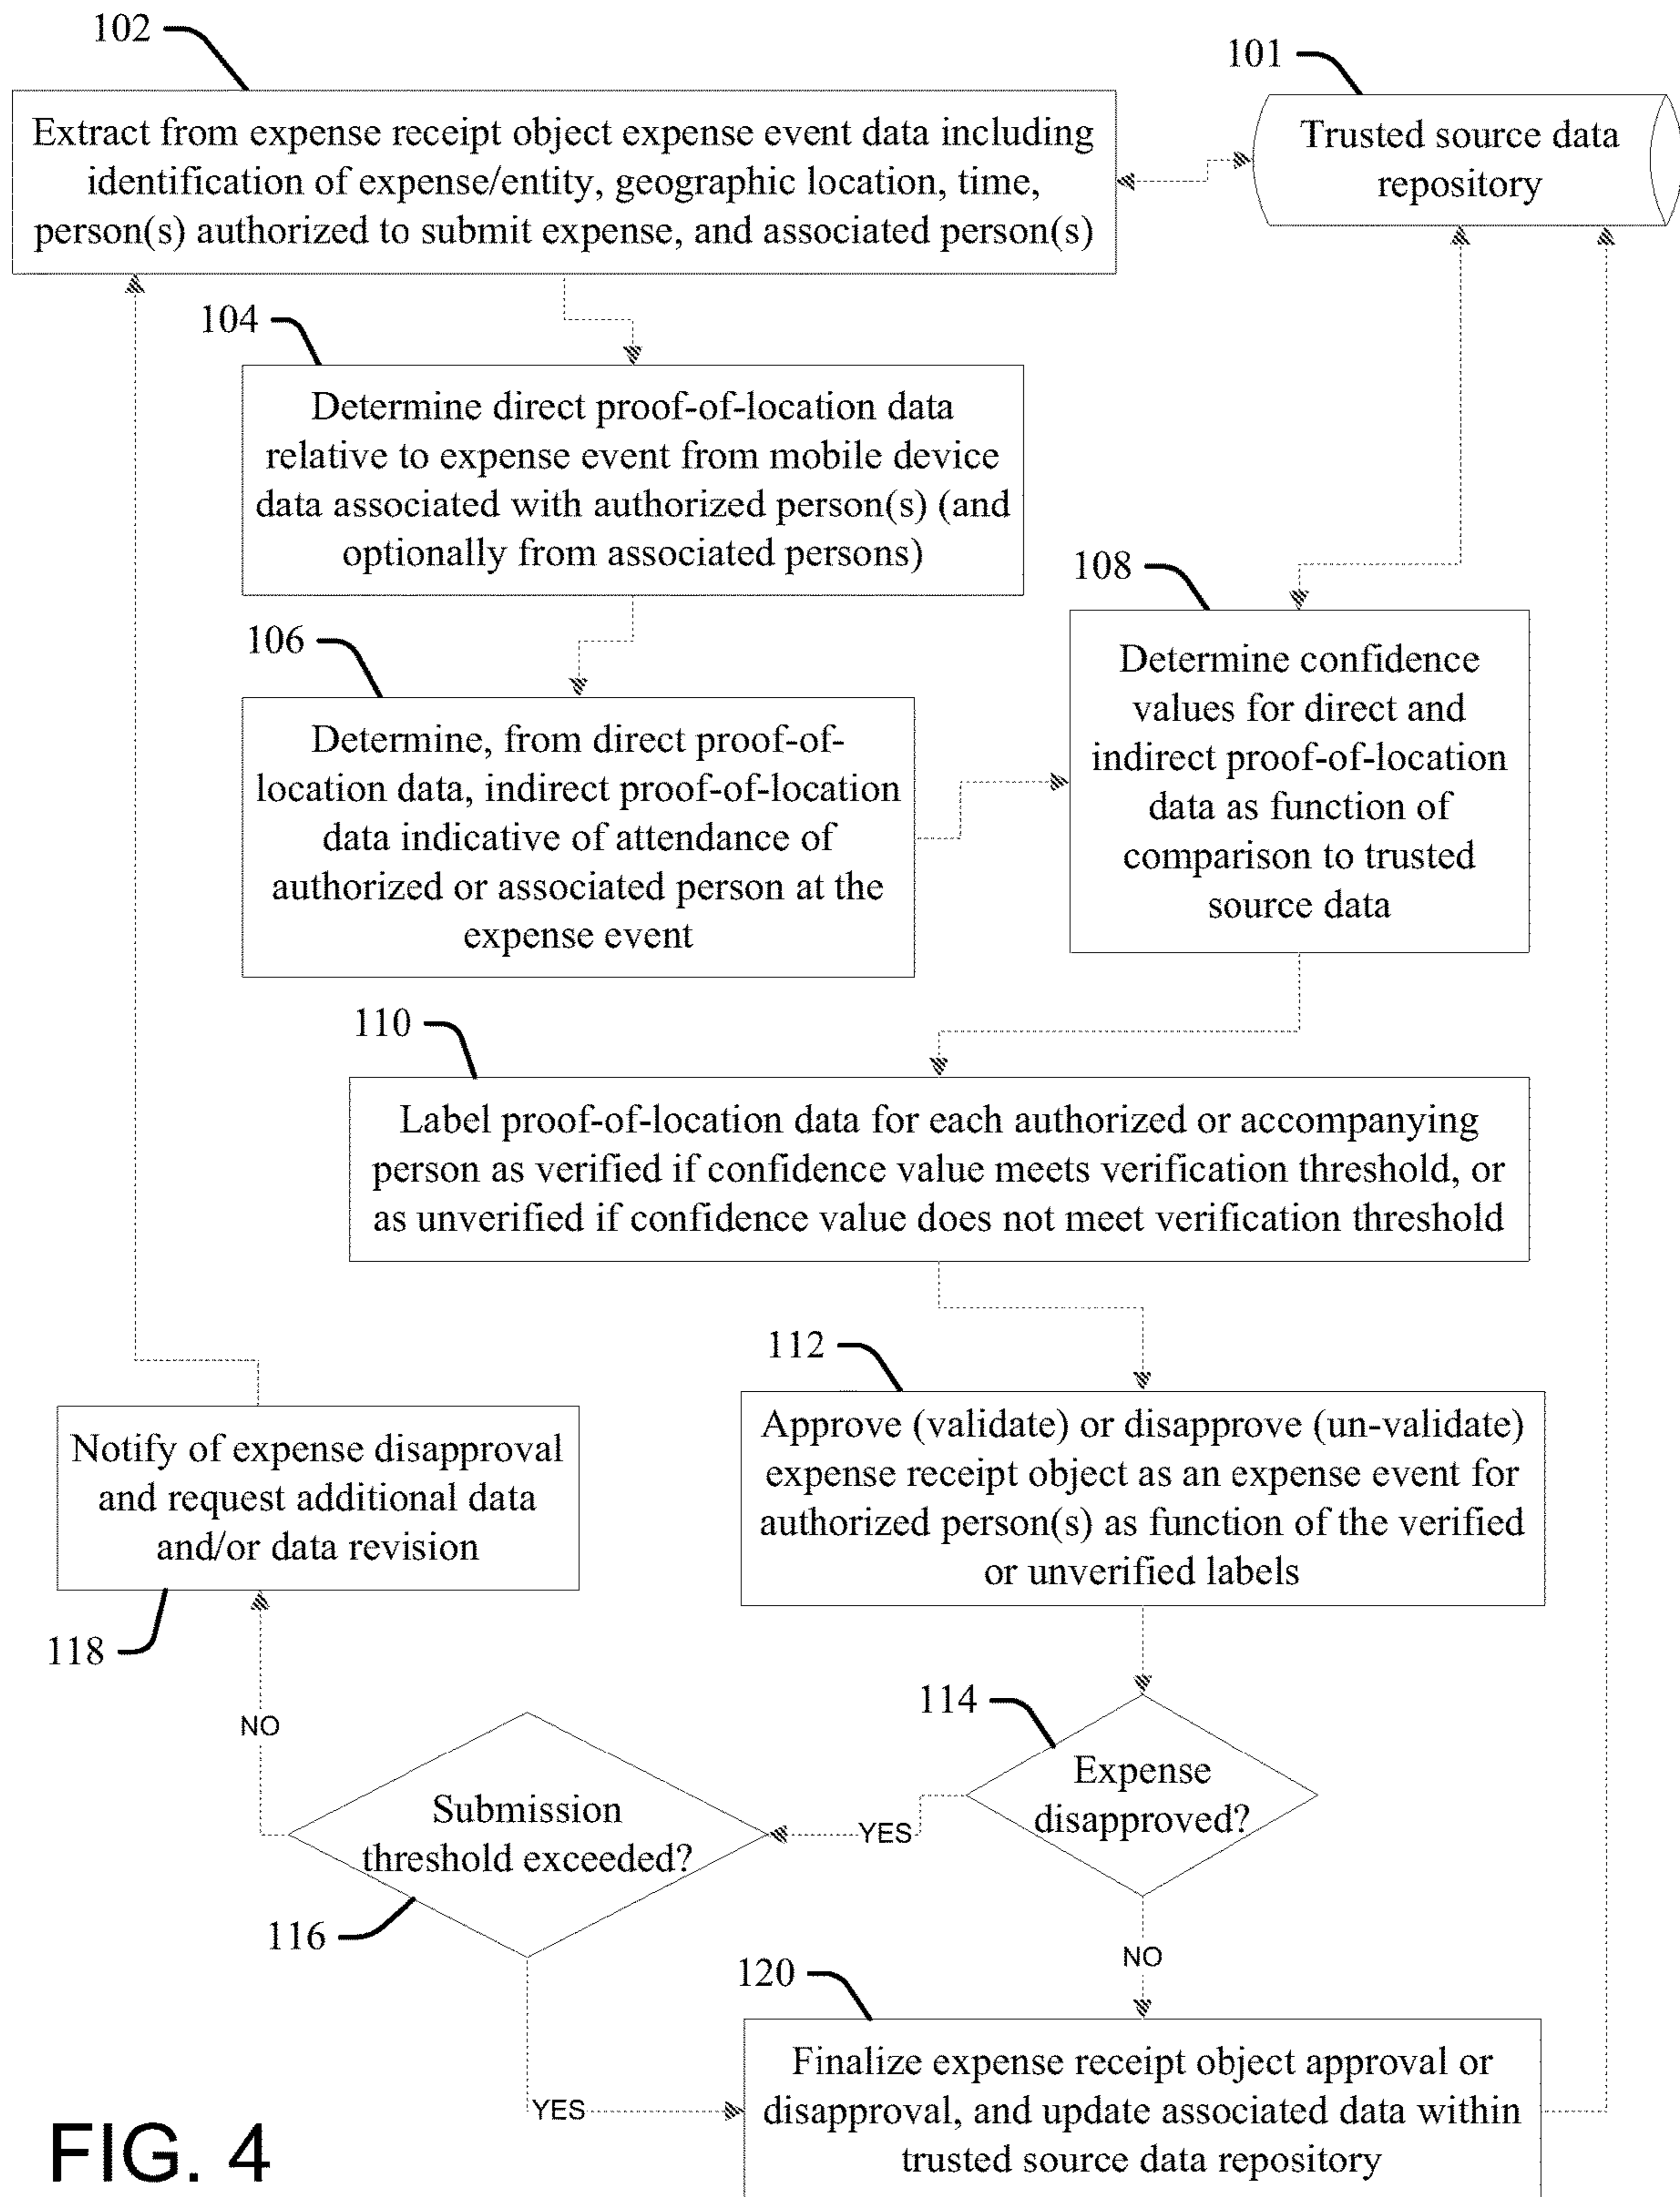 102
101
Extract from expense receipt object expense event data including
identification of expense/entity, geographic location, time,
person(s) authorized to submit expense, and associated person(s)
Trusted source data
repository
104
Determine direct proof-of-location data
relative to expense event from mobile device
data associated with authorized person(s) (and
optionally from associated persons)
106
Determine, from direct proof-of-
location data, indirect proof-of-location
data indicative of attendance of
authorized or associated person at the
expense event
108
Determine confidence
values for direct and
indirect proof-of-location
data as function of
comparison to trusted
source data
110
Label proof-of-location data for each authorized or accompanying
person as verified if confidence value meets verification threshold, or
as unverified if confidence value does not meet verification threshold
112
Approve (validate) or disapprove (un-validate)
expense receipt object as an expense event for
authorized person(s) as function of the verified
or unverified labels
Notify of expense disapproval
and request additional data
and/or data revision
118
114
Expense
disapproved?
NO
YES
Submission
threshold exceeded?
116
NO
120
YES
Finalize expense receipt object approval or
disapproval, and update associated data within
trusted source data repository
FIG. 4